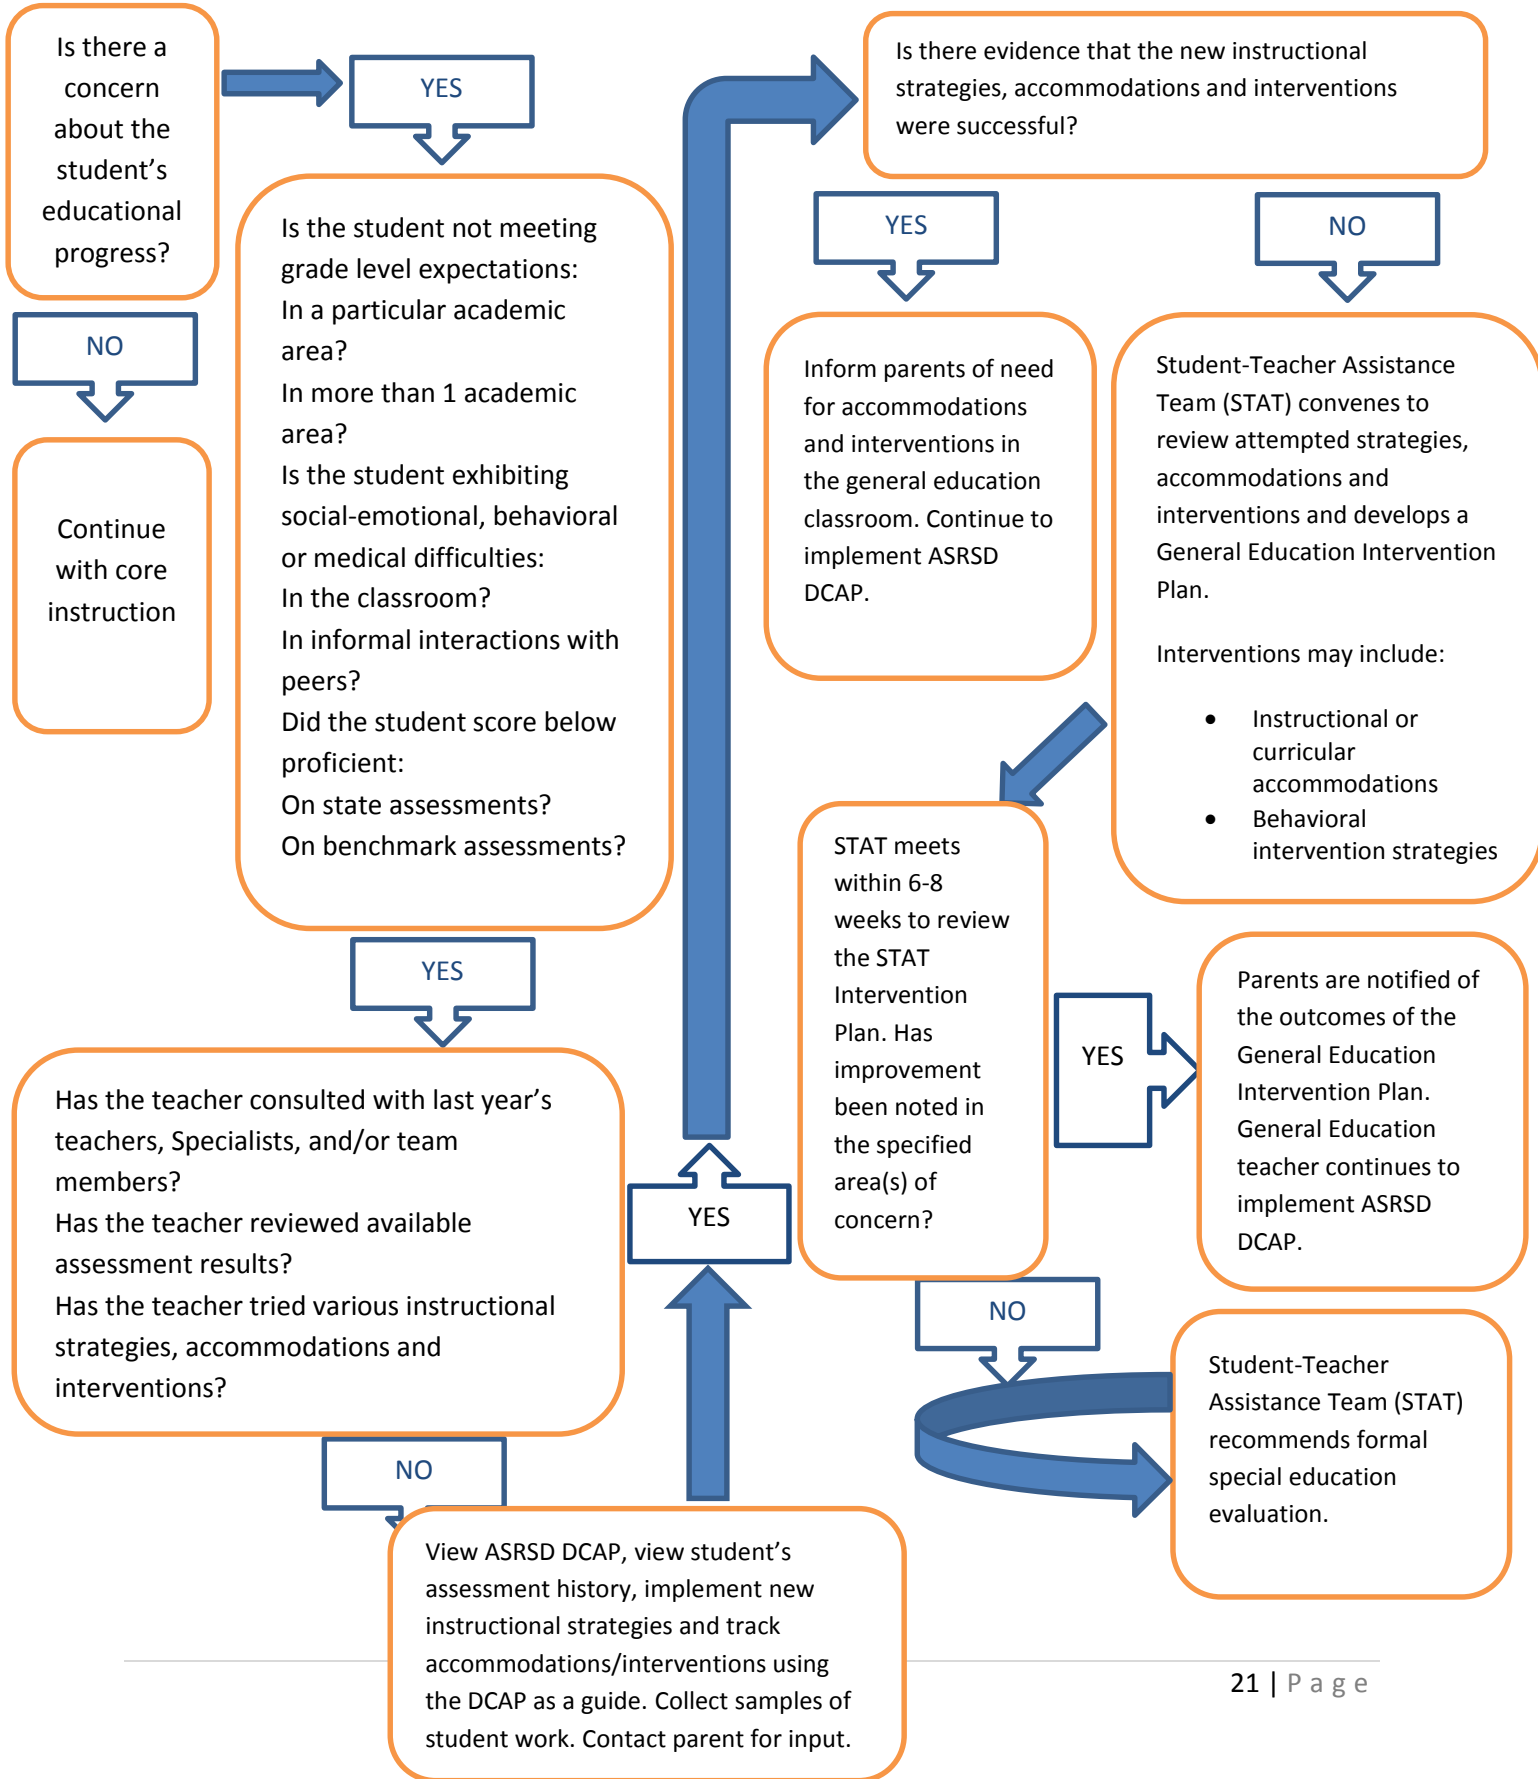 Is there a
concern
about the
student’s
educational
progress?
YES
NO
Continue
with core
instruction
Is the student not meeting
grade level expectations:
In a particular academic
area?
In more than 1 academic
area?
Is the student exhibiting
social-emotional, behavioral
or medical difficulties:
In the classroom?
In informal interactions with
peers?
Did the student score below
proficient:
On state assessments?
On benchmark assessments?
YES
Has the teacher consulted with last year’s
teachers, Specialists, and/or team
members?
Has the teacher reviewed available
assessment results?
Has the teacher tried various instructional
strategies, accommodations and
interventions?
YES
NO
View ASRSD DCAP, view student’s
assessment history, implement new
instructional strategies and track
accommodations/interventions using
the DCAP as a guide. Collect samples of
student work. Contact parent for input.
Is there evidence that the new instructional
strategies, accommodations and interventions
were successful?
YES
NO
Inform parents of need
for accommodations
and interventions in
the general education
classroom. Continue to
implement ASRSD
DCAP.
Student-Teacher Assistance
Team (STAT) convenes to
review attempted strategies,
accommodations and
interventions and develops a
General Education Intervention
Plan.
Interventions may include:
• Instructional or
curricular
accommodations
• Behavioral
intervention strategies
STAT meets
within 6-8
weeks to review
the STAT
Intervention
Plan. Has
improvement
been noted in
the specified
area(s) of
concern?
YES
Parents are notified of
the outcomes of the
General Education
Intervention Plan.
General Education
teacher continues to
implement ASRSD
DCAP.
NO
Student-Teacher
Assistance Team (STAT)
recommends formal
special education
evaluation.
21 | Page